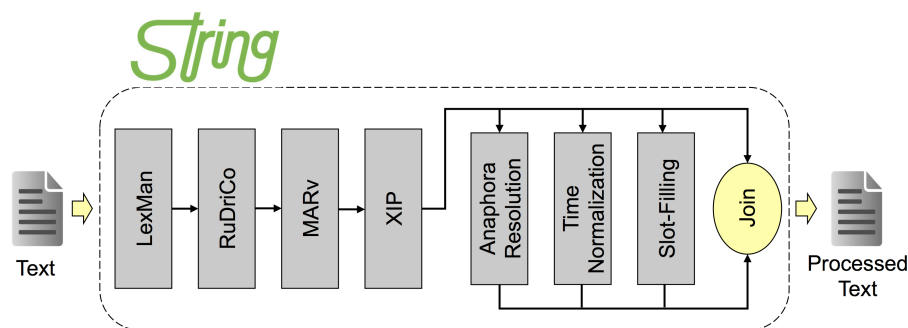 String
Text
LexMan
RuDriCo
MARv
XIP
Anaphora
Resolution
Time
Normalization
Slot-Filling
Join
Processed
Text